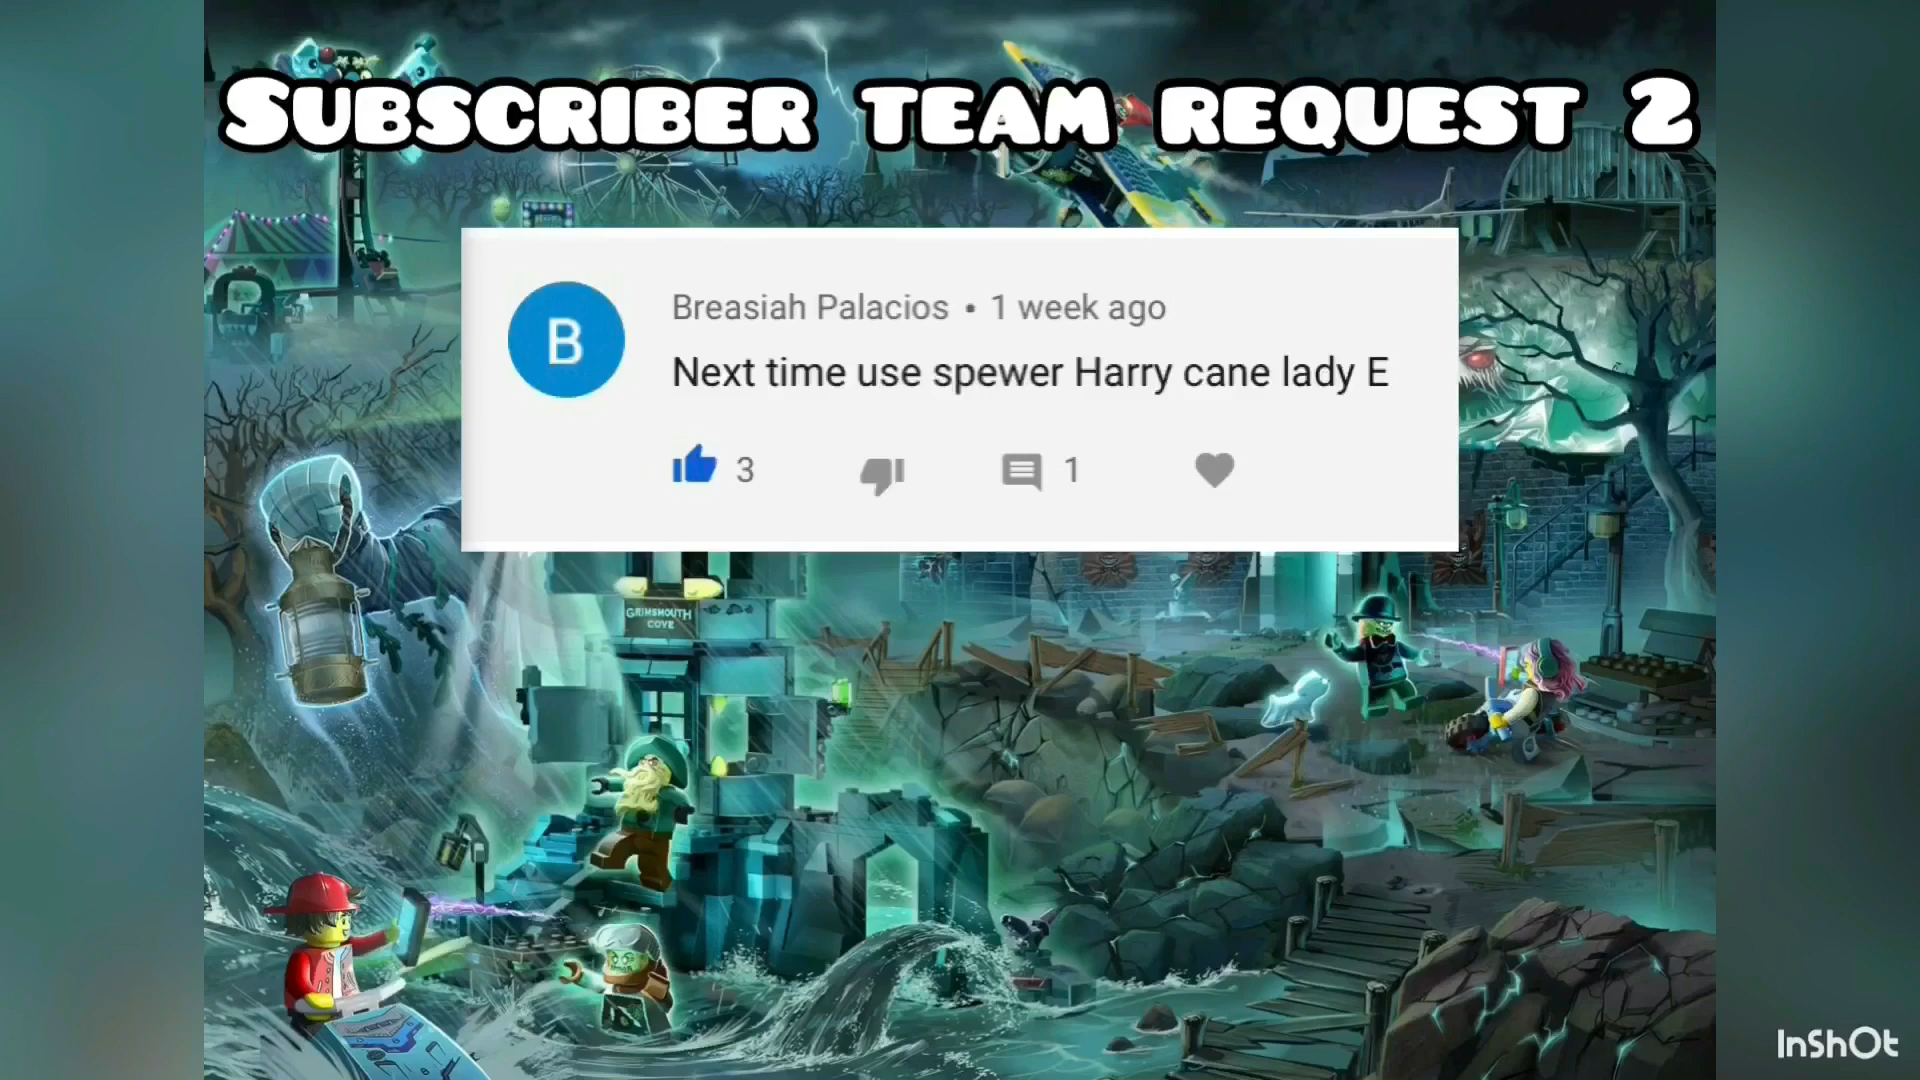 SUBSCRIBER TEAM REQUEST 2
Breasiah Palacios • 1 week ago
B
Next time use spewer Harry cane lady E
3
1
GRIMSMOUTH
COVE
InShOt